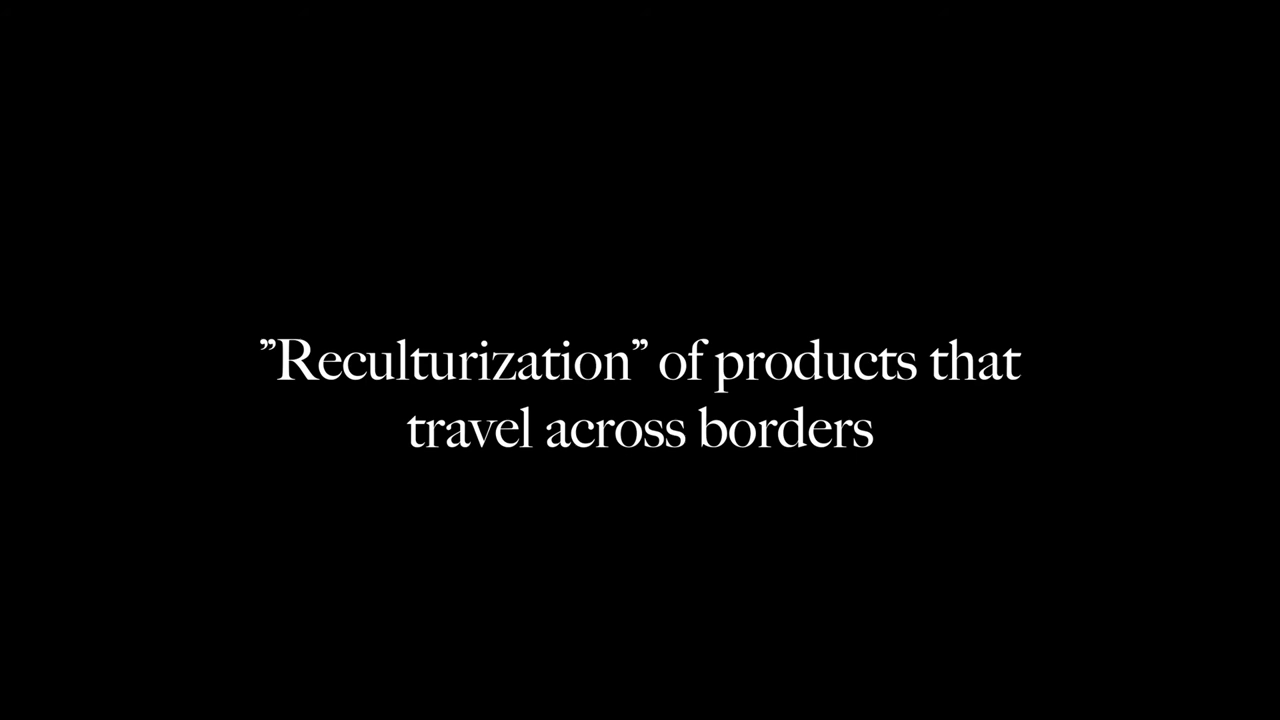 ”Reculturization” of products that
travel across borders